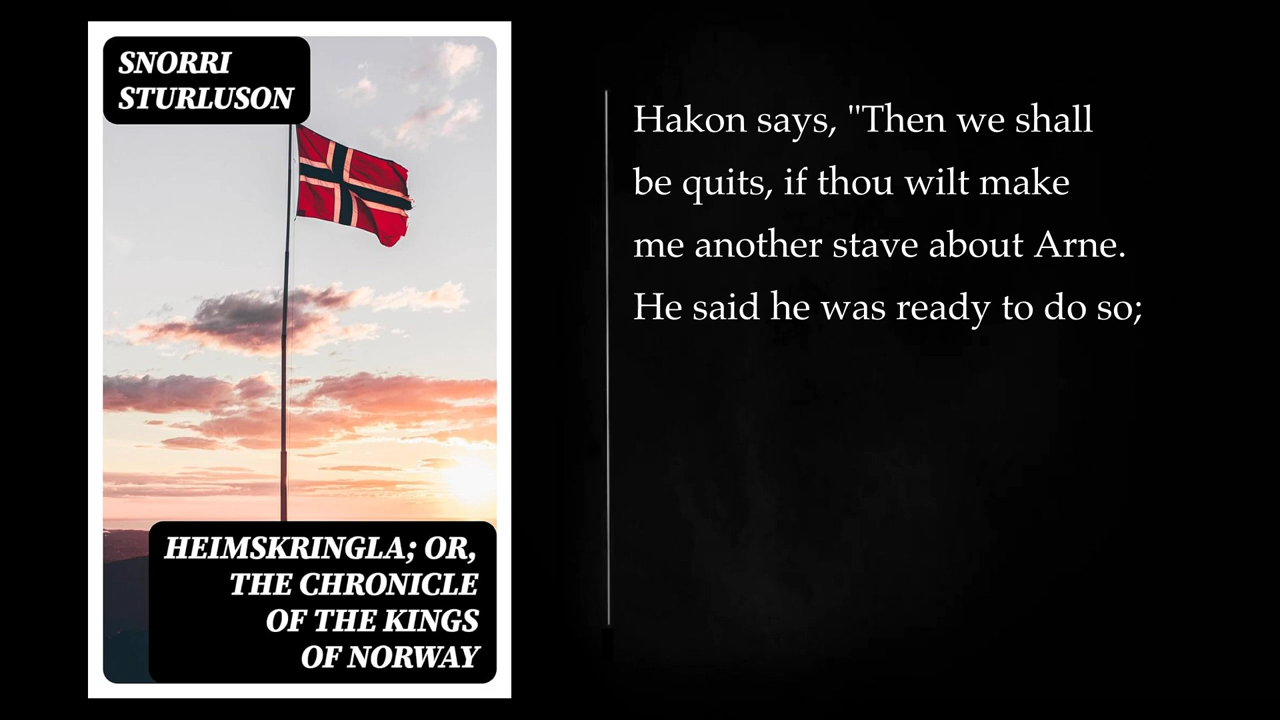 SNORRI
STURLUSON
HEIMSKRINGLA; OR,
THE CHRONICLE
OF THE KINGS
OF NORWAY
Hakon says, "Then we shall
be quits, if thou wilt make
me another stave about Arne.
He said he was ready to do so;